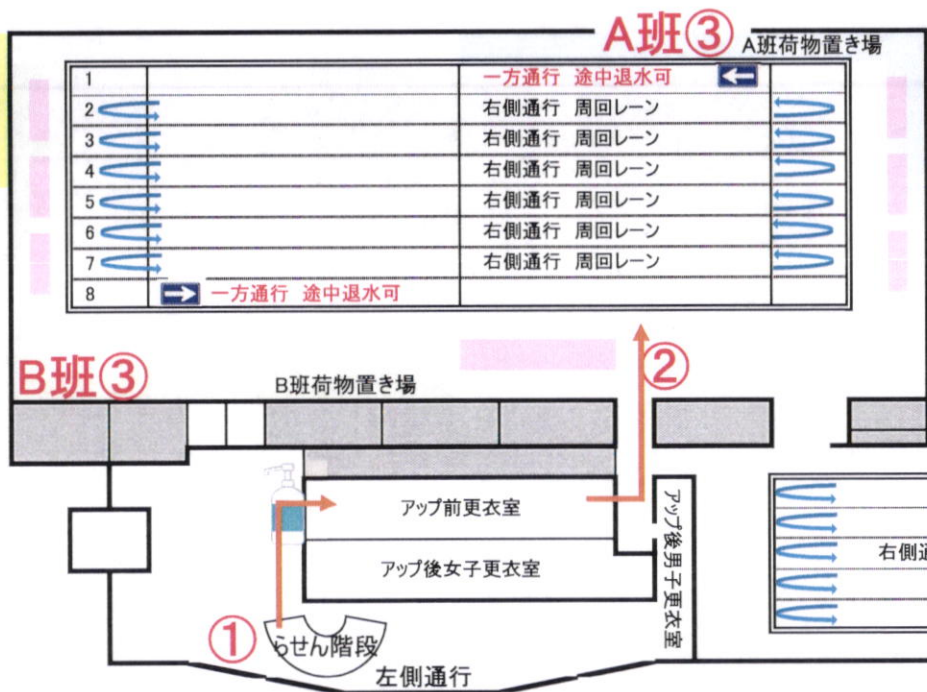 A班③ A班荷物置き場
1 一方通行 途中退水可 ←
2 右側通行 周回レーン
3 右側通行 周回レーン
4 右側通行 周回レーン
5 右側通行 周回レーン
6 右側通行 周回レーン
7 右側通行 周回レーン
8 → 一方通行 途中退水可
B班③
B班荷物置き場
②
アップ前更衣室
アップ後女子更衣室
アップ後男子更衣室
右側
①
らせん階段
左側通行